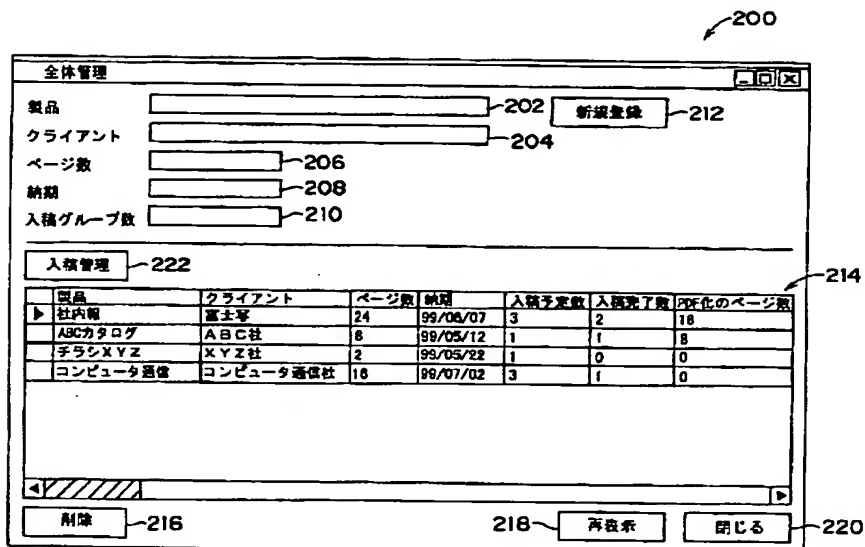 200
全体管理
製品 202 新規登録 212
クライアント 204
ページ数 206
納期 208
入稿グループ数 210
入稿管理 222
214
製品 クライアント ページ数 納期 入稿予定数 入稿完了数 PDF化のページ数
社内報 富士写 24 99/06/07 3 2 16
ABCカタログ ABC社 8 99/05/12 1 1 8
チラシXYZ XYZ社 2 99/05/22 1 0 0
コンピュータ通信 コンピュータ通信社 16 99/07/02 3 1 0
削除 216 218 再表示 閉じる 220